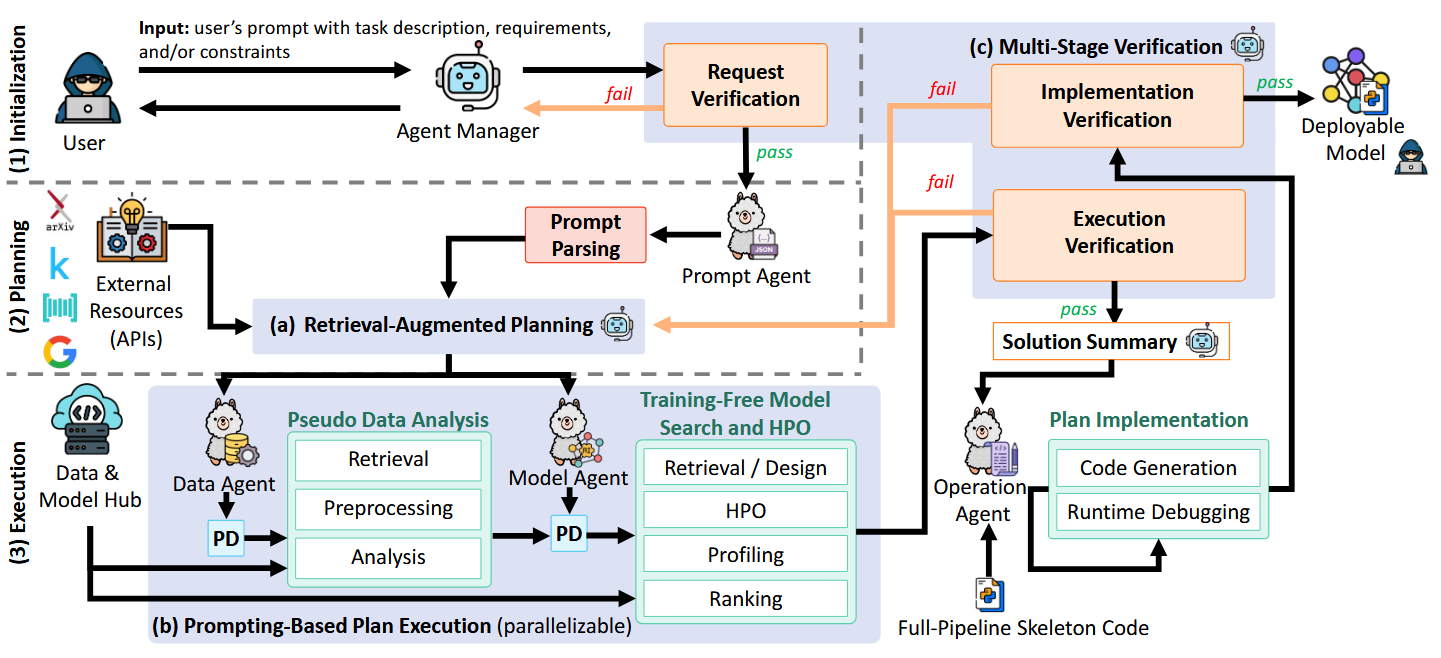 (1) Initialization
Input: user's prompt with task description, requirements,
and/or constraints
User
Agent Manager
fail
Request
Verification
pass
(c) Multi-Stage Verification
fail
Implementation
Verification
pass
Deployable
Model
(2) Planning
arXiv
k
G
External
Resources
(APIs)
Prompt
Parsing
JSON
Prompt Agent
fail
Execution
Verification
pass
(a) Retrieval-Augmented Planning
Solution Summary
(3) Execution
Data &
Model Hub
Data Agent
PD
Pseudo Data Analysis
Retrieval
Preprocessing
Analysis
AI
Model Agent
PD
Training-Free Model
Search and HPO
Retrieval / Design
HPO
Profiling
Ranking
(b) Prompting-Based Plan Execution (parallelizable)
Operation
Agent
Plan Implementation
Code Generation
Runtime Debugging
Full-Pipeline Skeleton Code